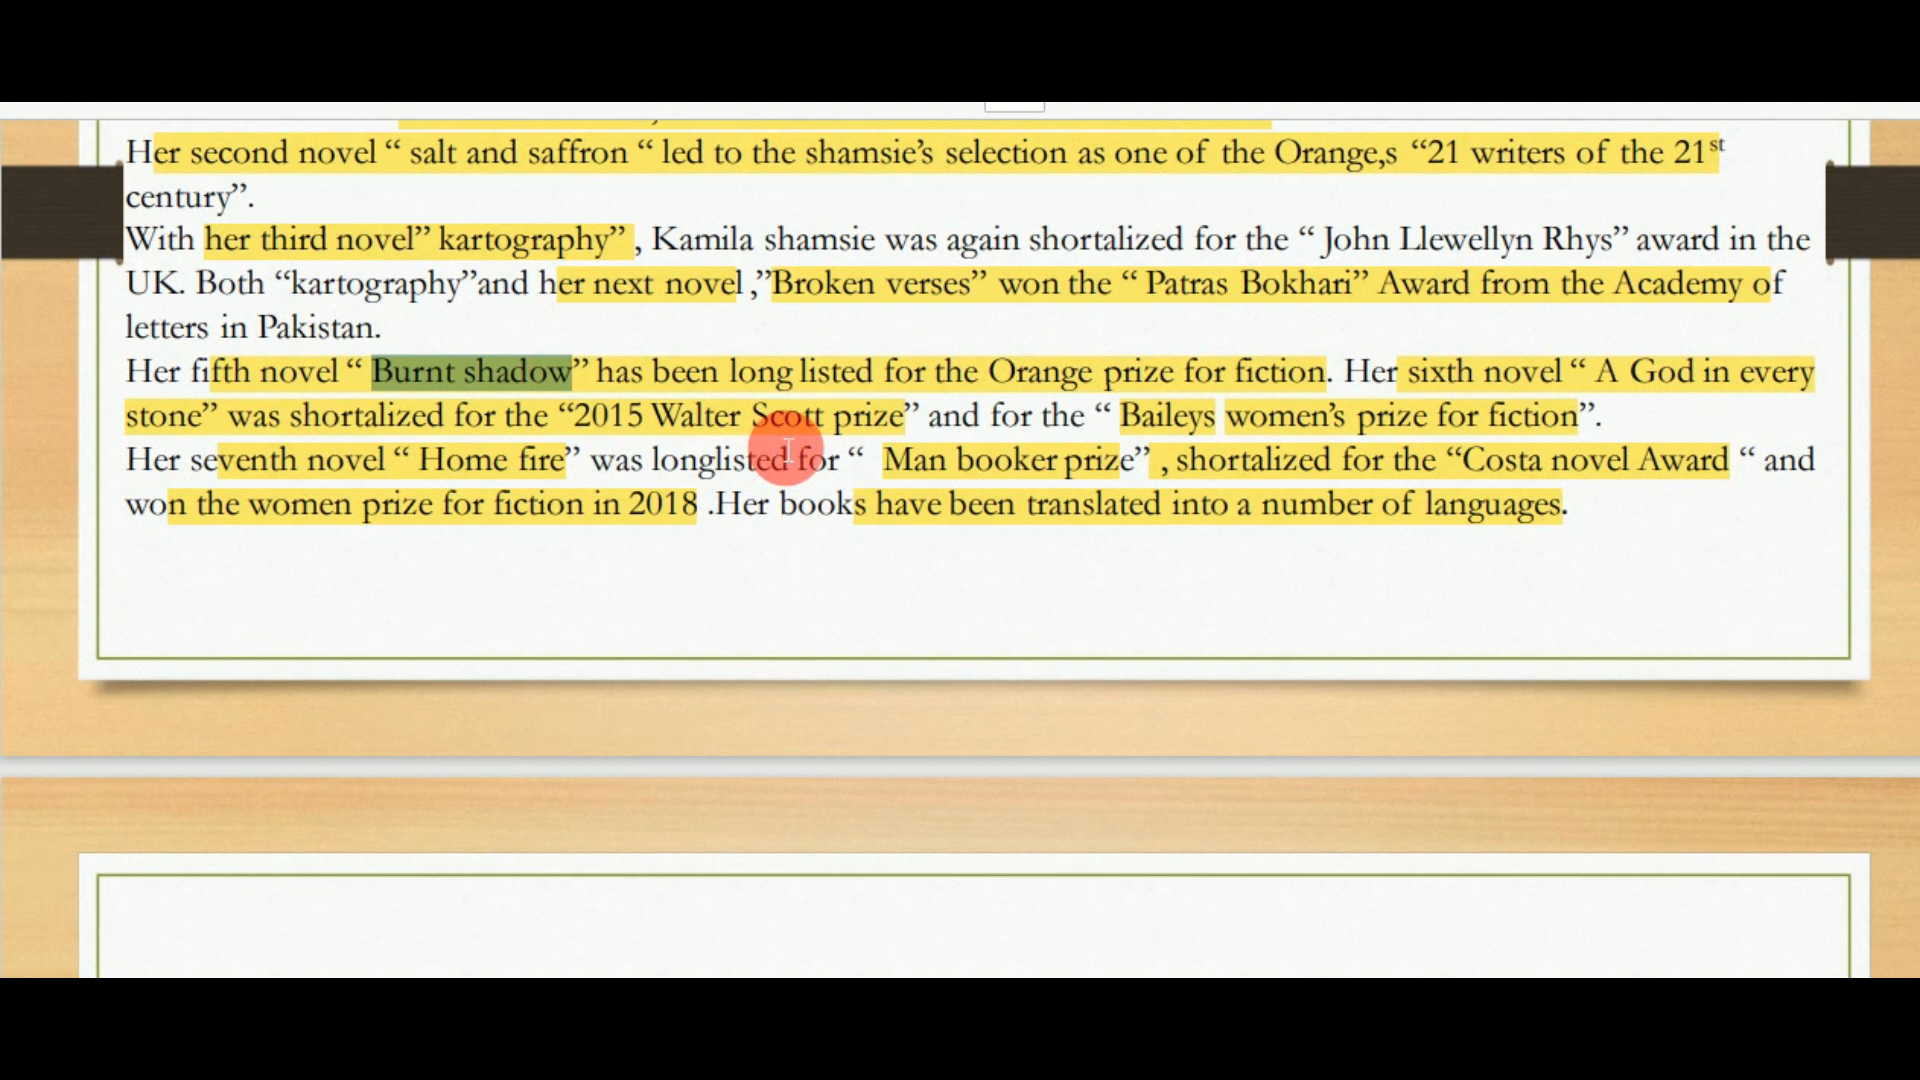 Her second novel “ salt and saffron “ led to the shamsie’s selection as one of the Orange,s “21 writers of the 21st
century”.
With her third novel” kartography” , Kamila shamsie was again shortalized for the “ John Llewellyn Rhys” award in the
UK. Both “kartography”and her next novel ,”Broken verses” won the “ Patras Bokhari” Award from the Academy of
letters in Pakistan.
Her fifth novel “ Burnt shadow” has been long listed for the Orange prize for fiction. Her sixth novel “ A God in every
stone” was shortalized for the “2015 Walter Scott prize” and for the “ Baileys women’s prize for fiction”.
Her seventh novel “ Home fire” was longlisted for “ Man booker prize” , shortalized for the “Costa novel Award “ and
won the women prize for fiction in 2018 .Her books have been translated into a number of languages.